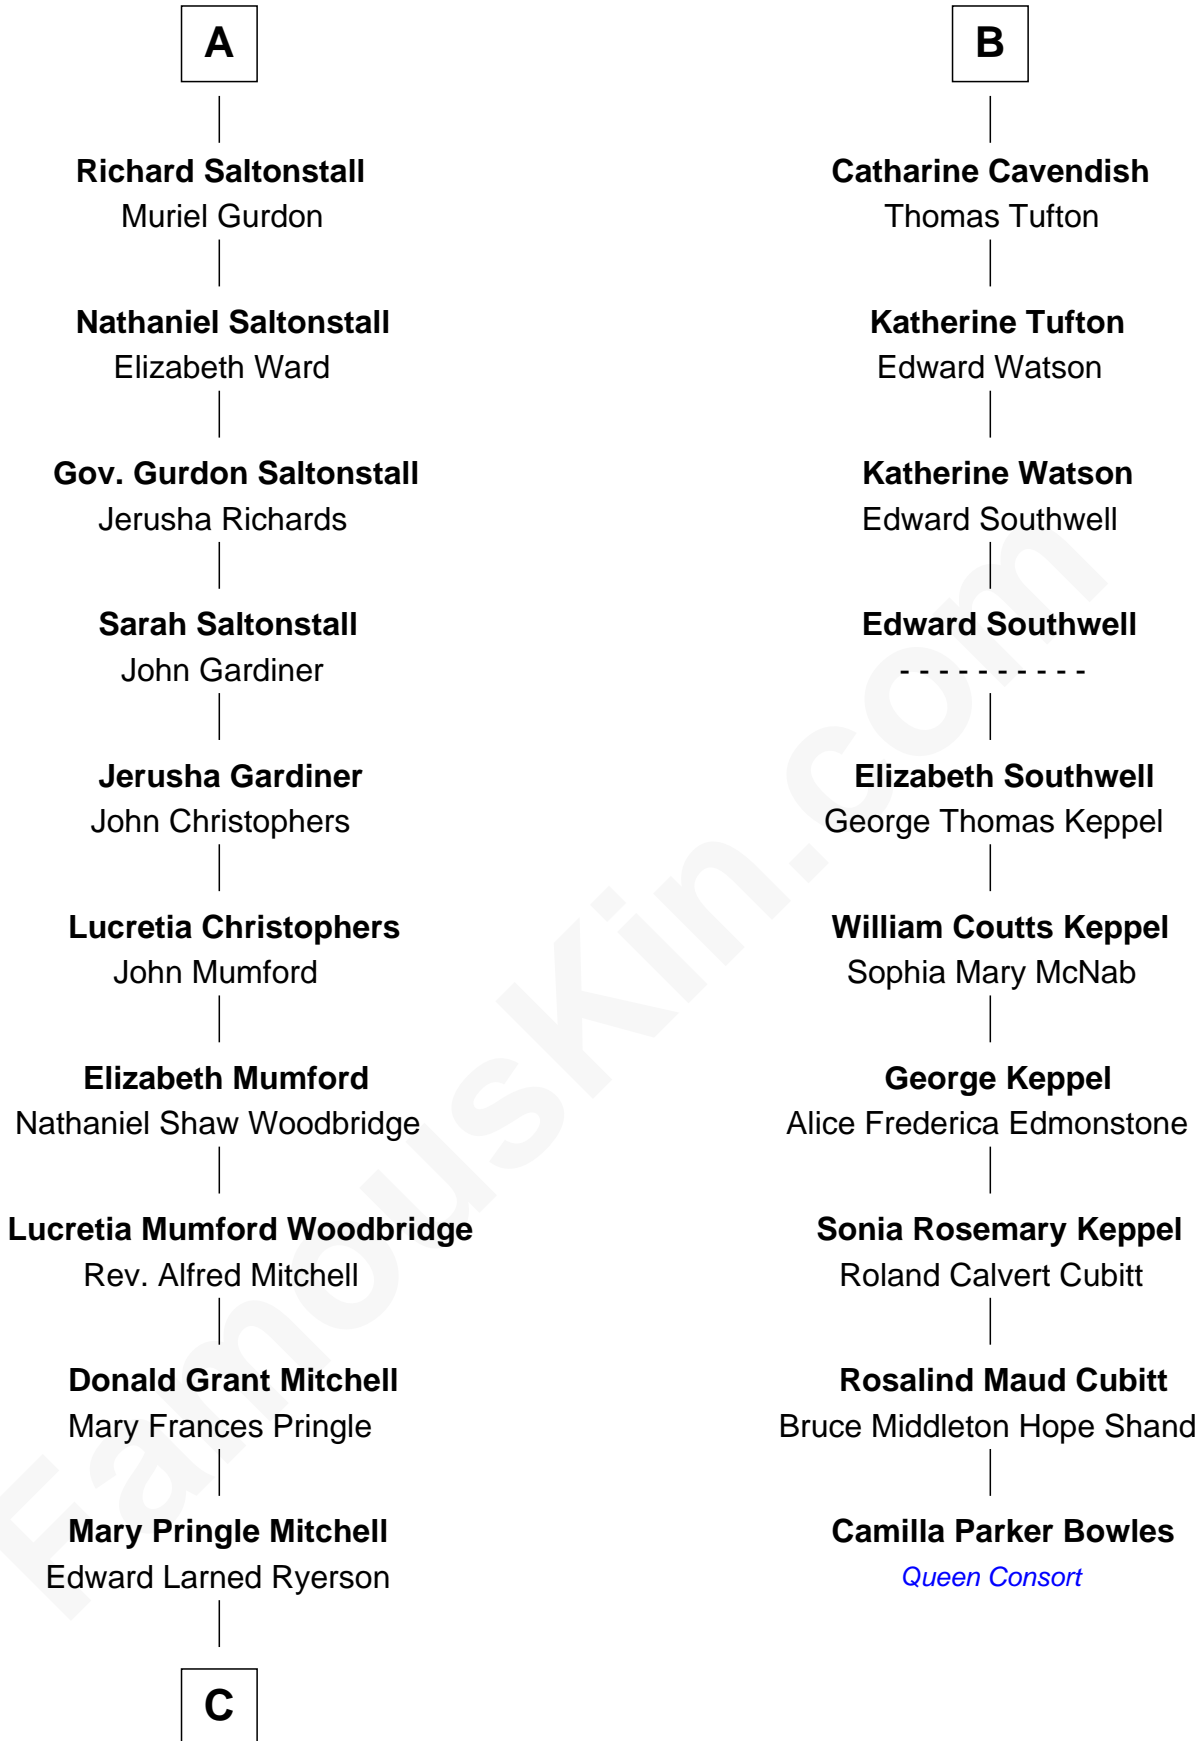 A
Richard Saltonstall
Muriel Gurdon
Nathaniel Saltonstall
Elizabeth Ward
Gov. Gurdon Saltonstall
Jerusha Richards
Sarah Saltonstall
John Gardiner
Jerusha Gardiner
John Christophers
Lucretia Christophers
John Mumford
Elizabeth Mumford
Nathaniel Shaw Woodbridge
Lucretia Mumford Woodbridge
Rev. Alfred Mitchell
Donald Grant Mitchell
Mary Frances Pringle
Mary Pringle Mitchell
Edward Larned Ryerson
C
B
Catharine Cavendish
Thomas Tufton
Katherine Tufton
Edward Watson
Katherine Watson
Edward Southwell
Edward Southwell
- - - - - - - - - -
Elizabeth Southwell
George Thomas Keppel
William Coutts Keppel
Sophia Mary McNab
George Keppel
Alice Frederica Edmonstone
Sonia Rosemary Keppel
Roland Calvert Cubitt
Rosalind Maud Cubitt
Bruce Middleton Hope Shand
Camilla Parker Bowles
Queen Consort
FamousKin.com